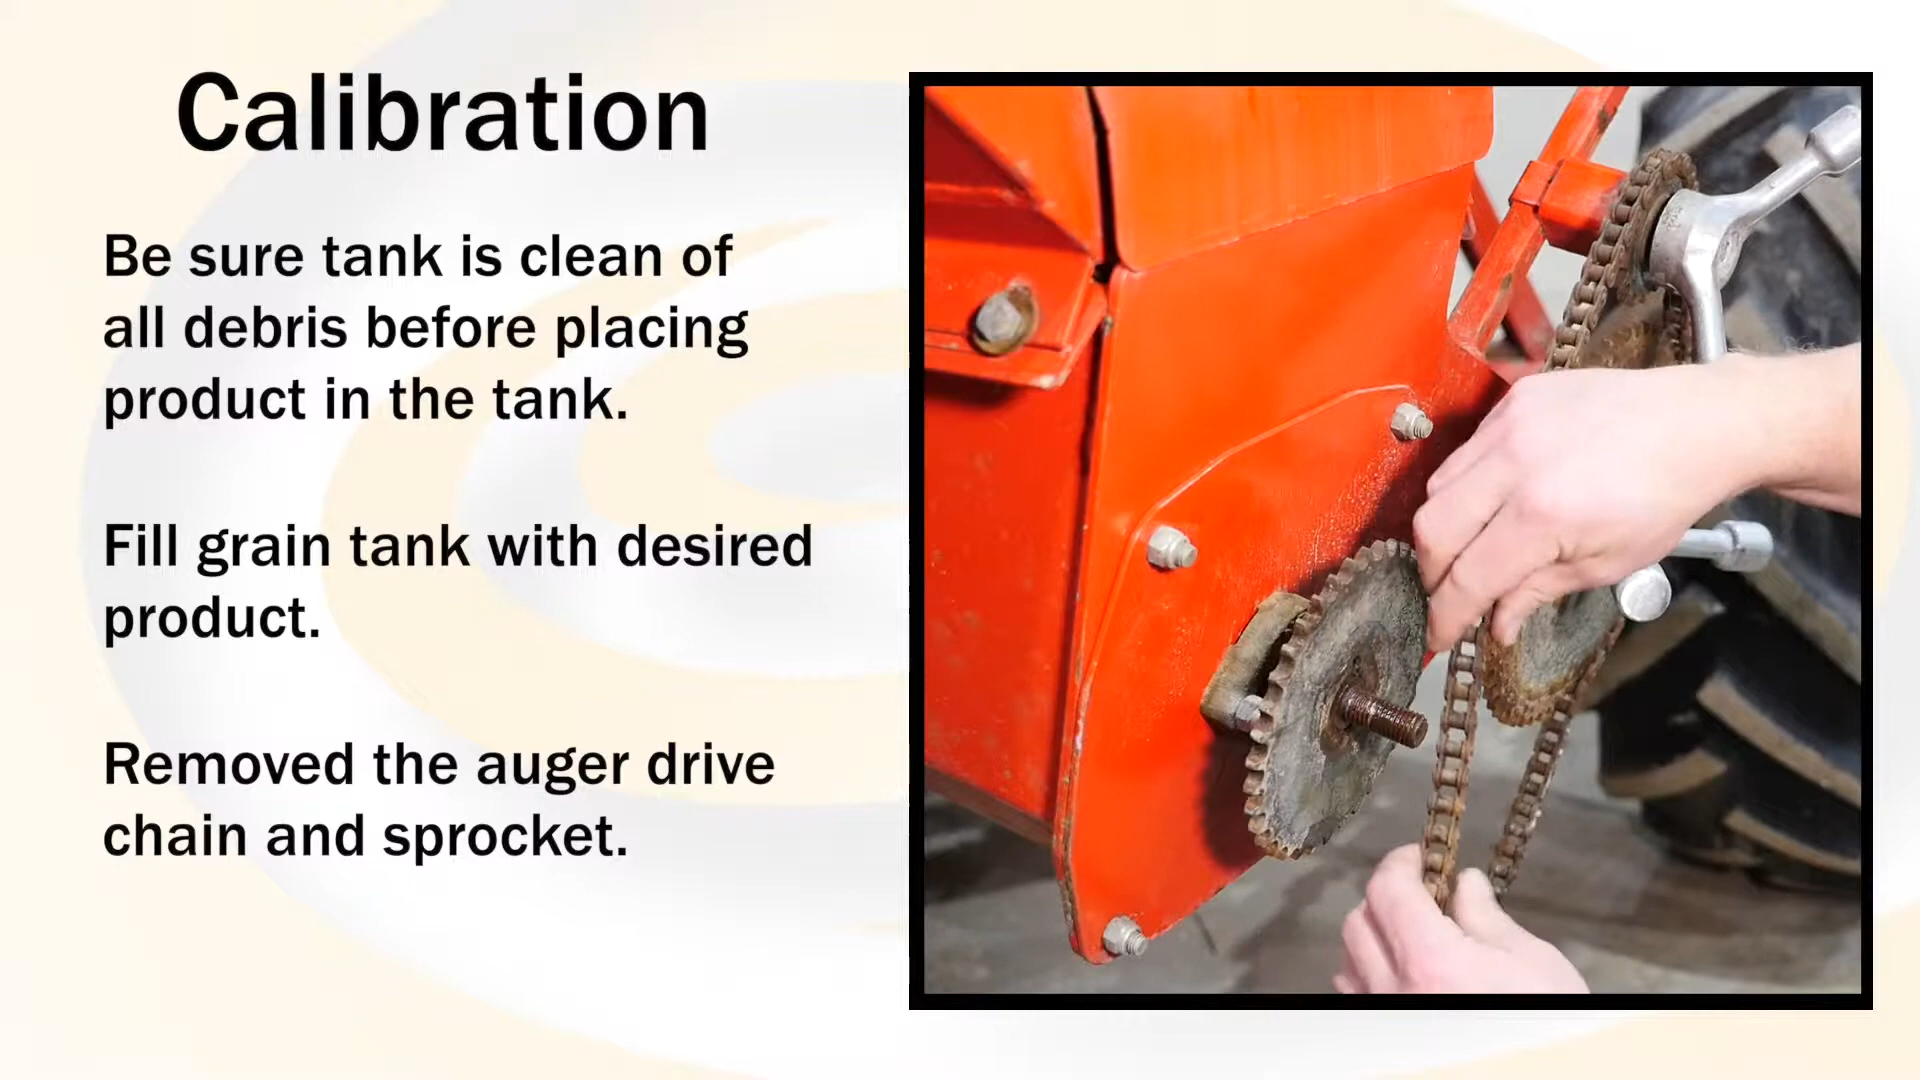 Calibration
Be sure tank is clean of
all debris before placing
product in the tank.
Fill grain tank with desired
product.
Removed the auger drive
chain and sprocket.